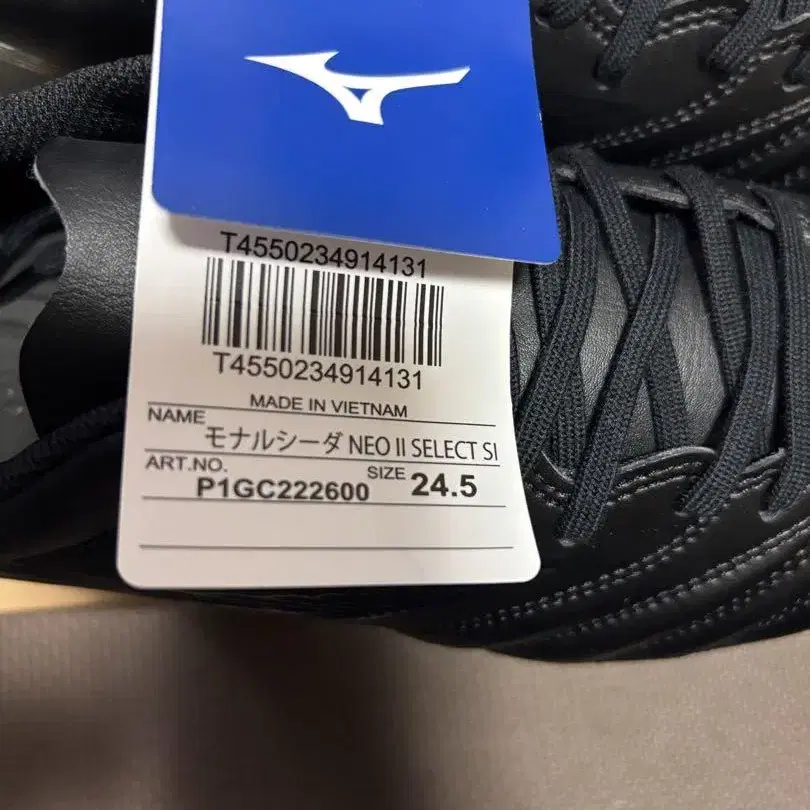 T4550234914131
T4550234914131
MADE IN VIETNAM
NAME
モナルシーダ NEO II SELECT SI
ART.NO.
P1GC222600
SIZE 24.5